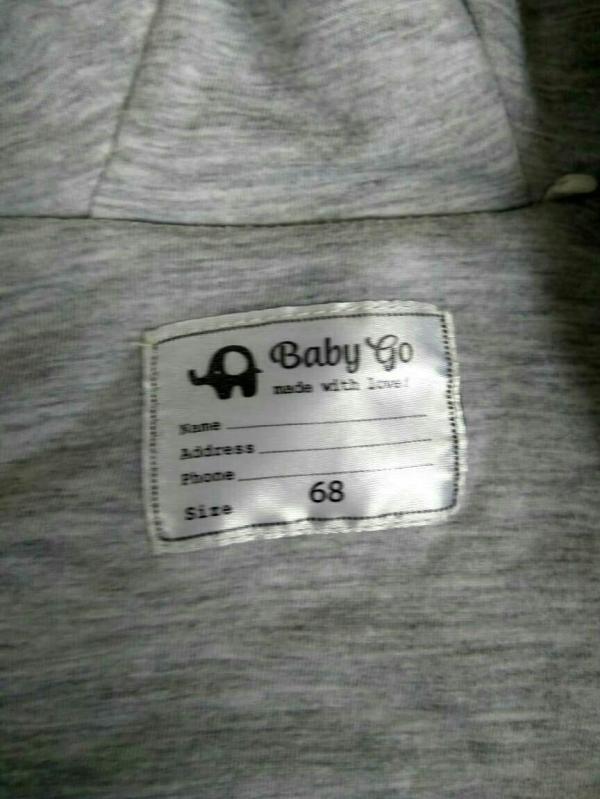 Baby Go
made with love!
Name
Address
Phone
Size 68